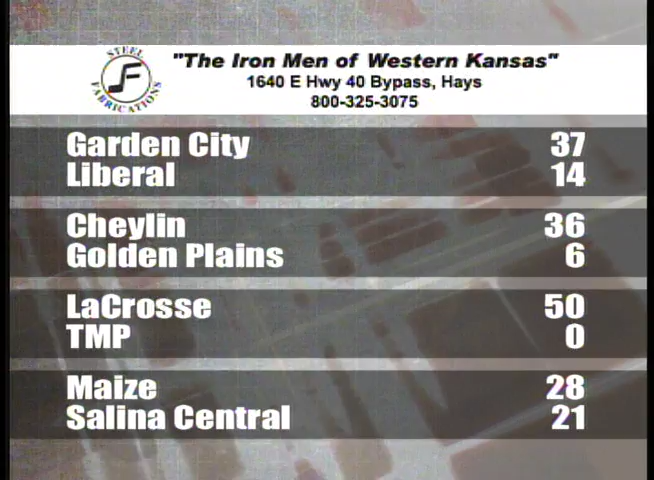 STEEL
FABRICATIONS
"The Iron Men of Western Kansas"
1640 E Hwy 40 Bypass, Hays
800-325-3075
Garden City 37
Liberal 14
Cheylin 36
Golden Plains 6
LaCrosse 50
TMP 0
Maize 28
Salina Central 21